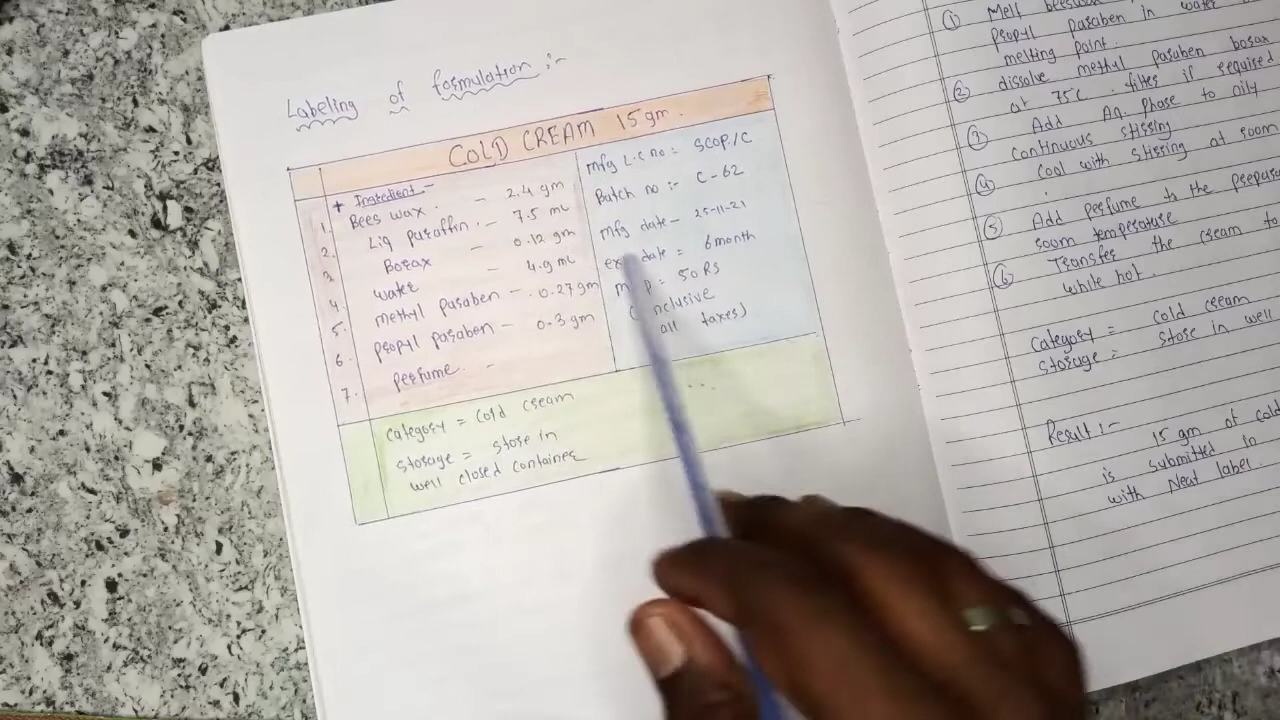 Labeling of formulation :-
COLD CREAM 15 gm.
+ Ingredient -
1. Bees wax. - 2.4 gm
2. Liq paraffin. - 7.5 mL
3 Borax - 0.12 gm
4. water - 4.9 mL
5. methyl paraben - 0.27 gm
6. propyl paraben - 0.3 gm
7. perfume. -
mfg L.C no = SCOP/C
Batch no :- C-62
mfg date - 25-11-21
date = 6 month
p = 50 RS
all taxes)
category = cold cream
storage = store in
well closed container
① Melt
propyl paraben in water
melting point.
② dissolve methyl paraben borax
at 75c. filter if required
③ Add Aq. phase to oily
continuous stirring
④ Cool with stirring at room
⑤ Add perfume to the
room temperature
⑥ Transfer the cream to
while hot.
category = cold cream
storage = store in well
Result :-
15 gm of cold
is submitted in
with Neat label